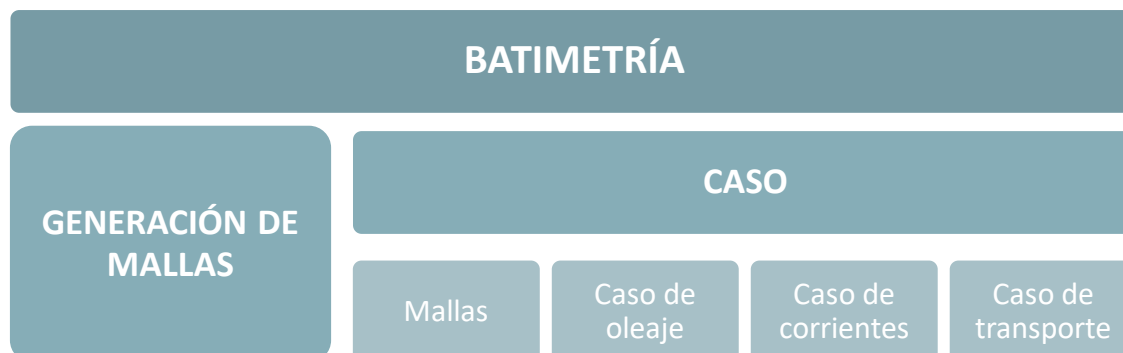 BATIMETRÍA
GENERACIÓN DE
MALLAS
CASO
Mallas
Caso de
oleaje
Caso de
corrientes
Caso de
transporte